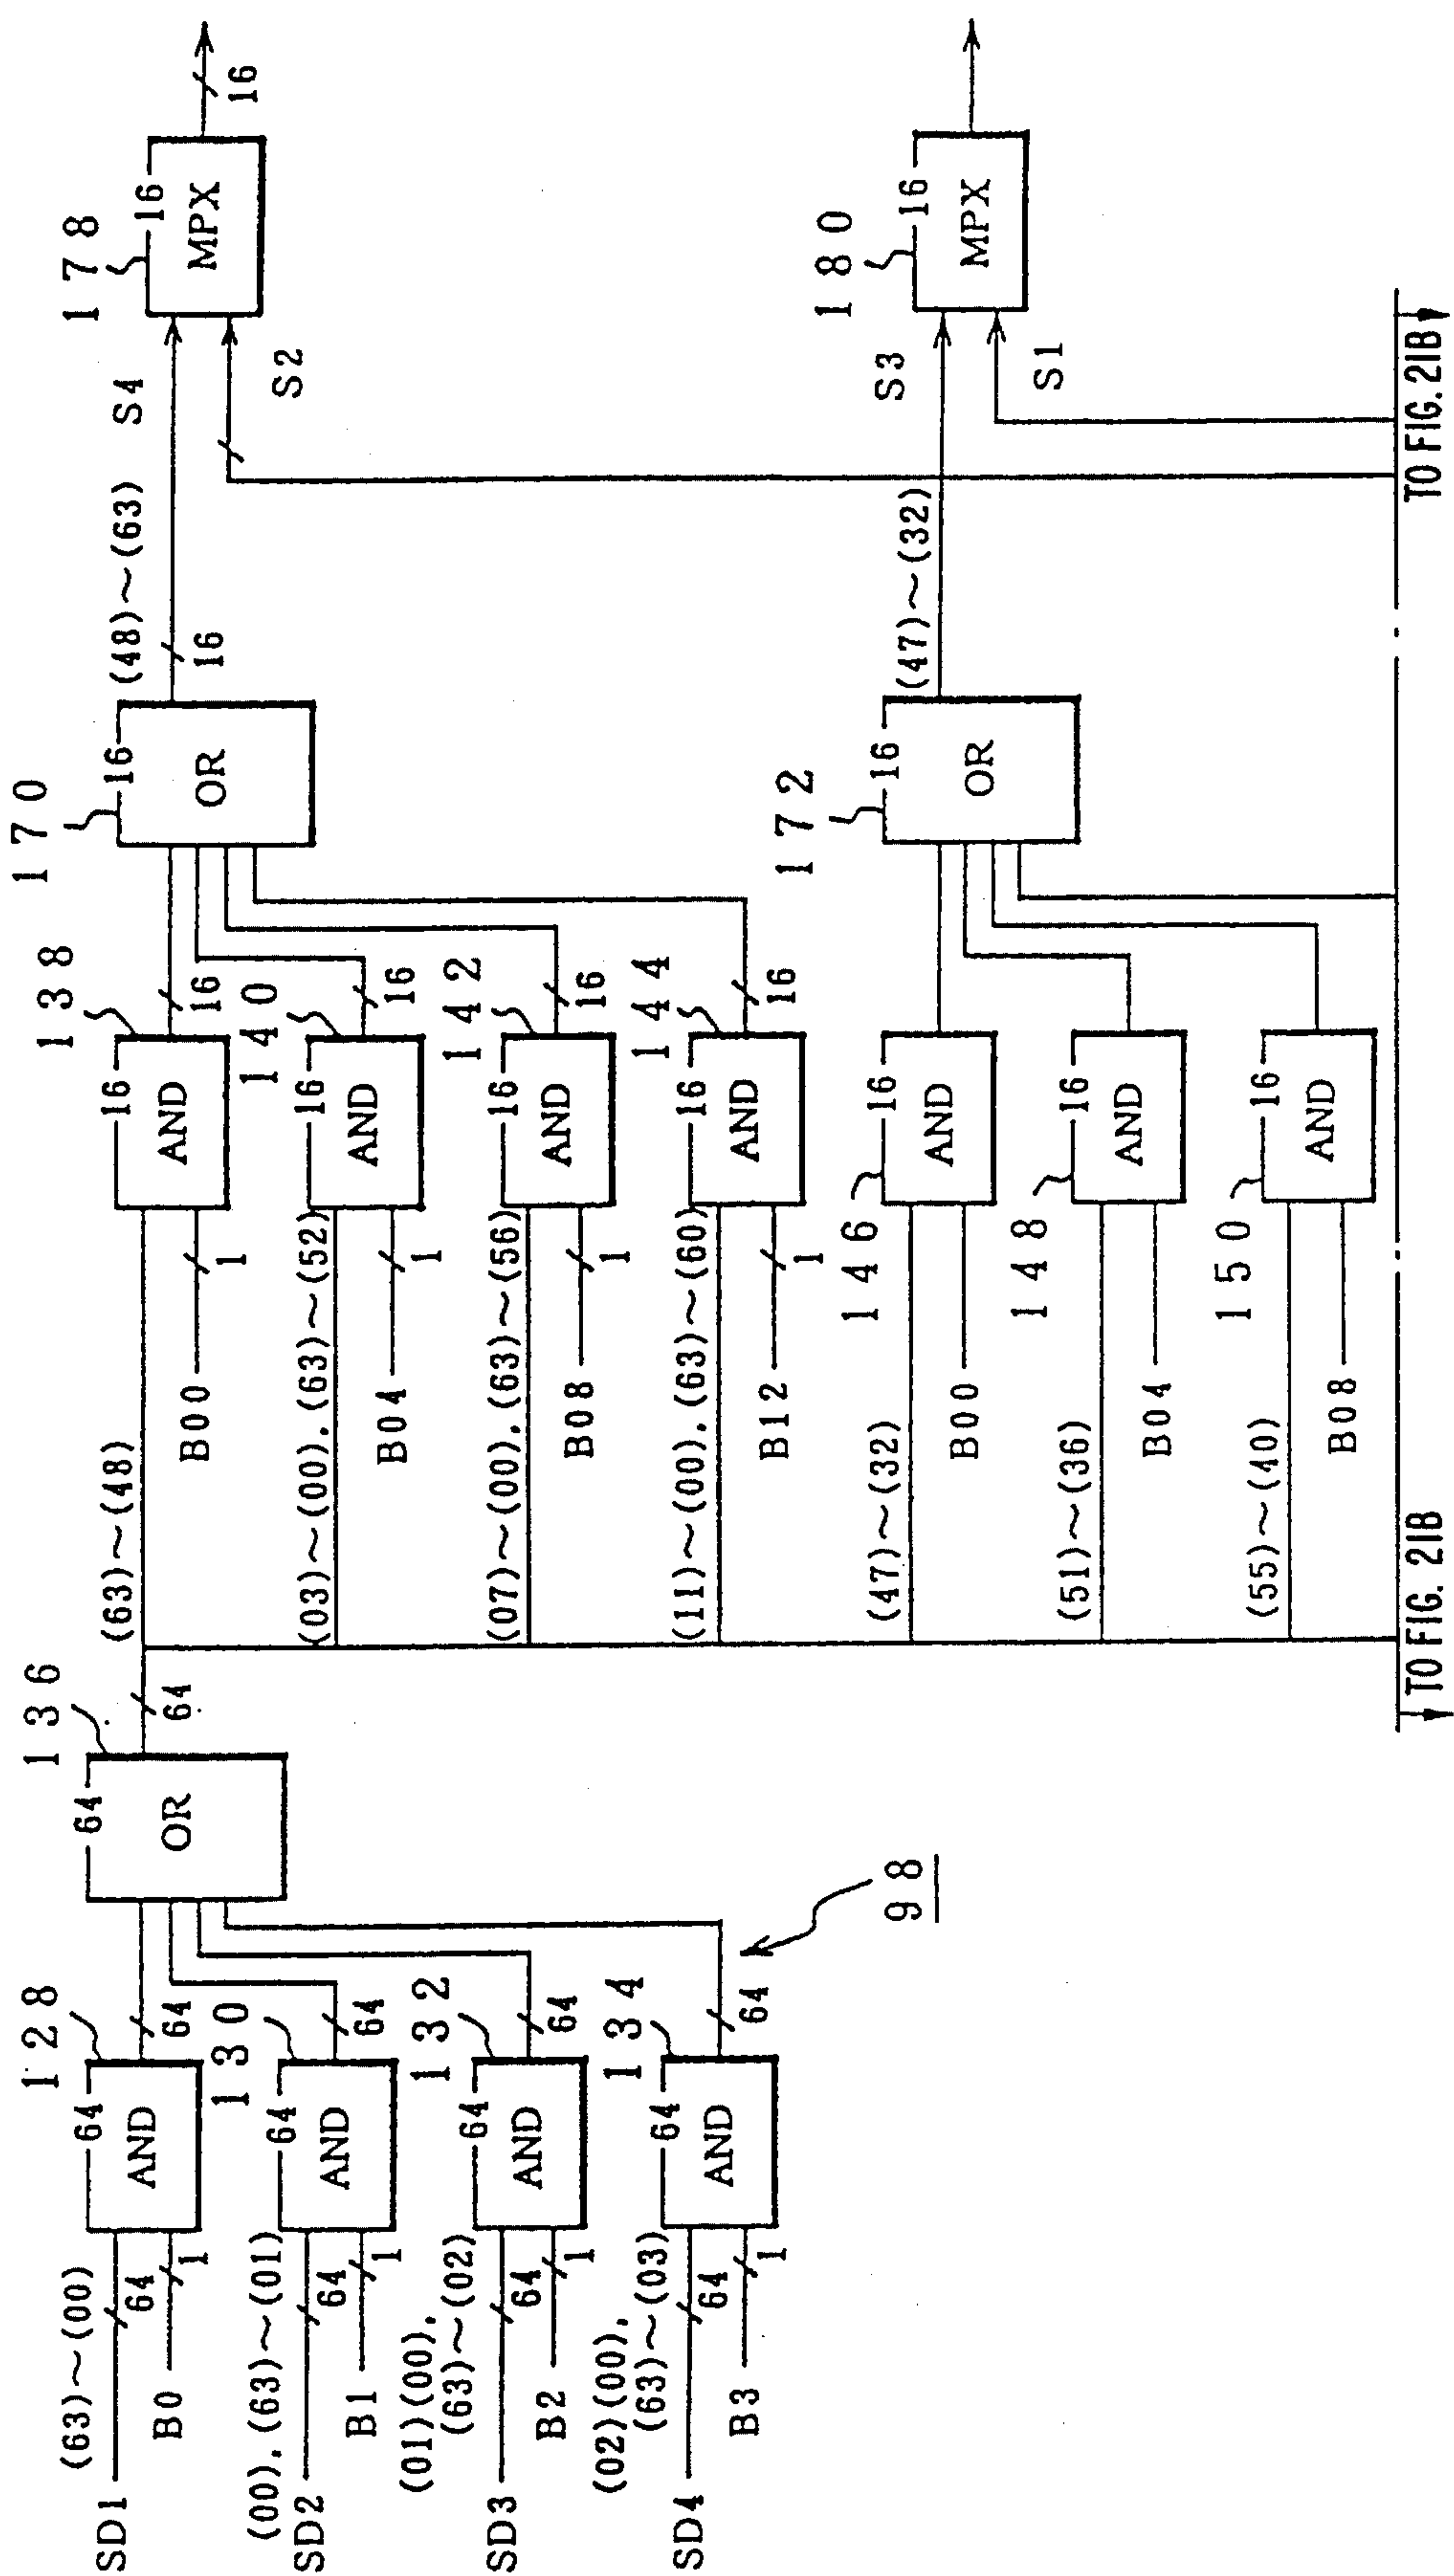 SD1
(63)~(00)
64
B0
1
64
AND
128
64
SD2
(00),(63)~(01)
64
B1
1
64
AND
130
64
SD3
(01)(00),
(63)~(02)
64
B2
1
64
AND
132
64
SD4
(02)(00),
(63)~(03)
64
B3
1
64
AND
134
64
98
64
OR
136
64
(63)~(48)
B00
1
16
AND
138
16
(03)~(00),(63)~(52)
B04
1
16
AND
140
16
(07)~(00),(63)~(56)
B08
1
16
AND
142
16
(11)~(00),(63)~(60)
B12
1
16
AND
144
16
(47)~(32)
B00
16
AND
146
(51)~(36)
B04
16
AND
148
(55)~(40)
B08
16
AND
150
170
16
OR
16
(48)~(63)
S4
S2
178
16
MPX
16
172
16
OR
(47)~(32)
S3
S1
180
16
MPX
TO FIG. 21B
TO FIG. 21B